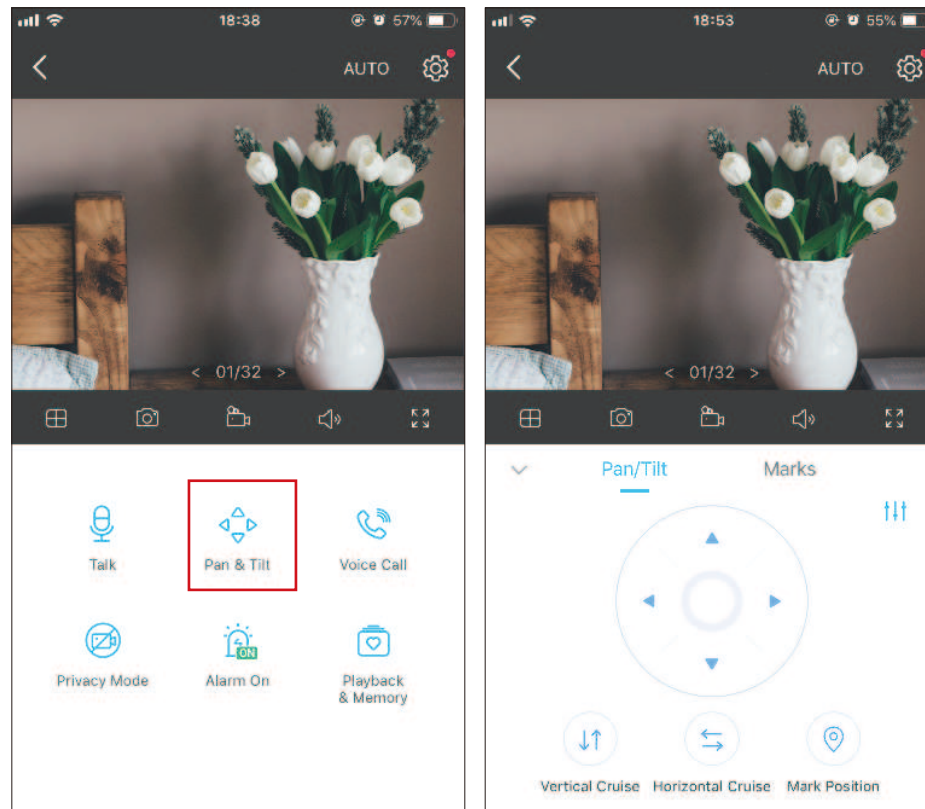 18:38
57%
AUTO
< 01/32 >
Talk
Pan & Tilt
Voice Call
Privacy Mode
ON
Alarm On
Playback
& Memory
18:53
55%
AUTO
< 01/32 >
Pan/Tilt
Marks
Vertical Cruise
Horizontal Cruise
Mark Position